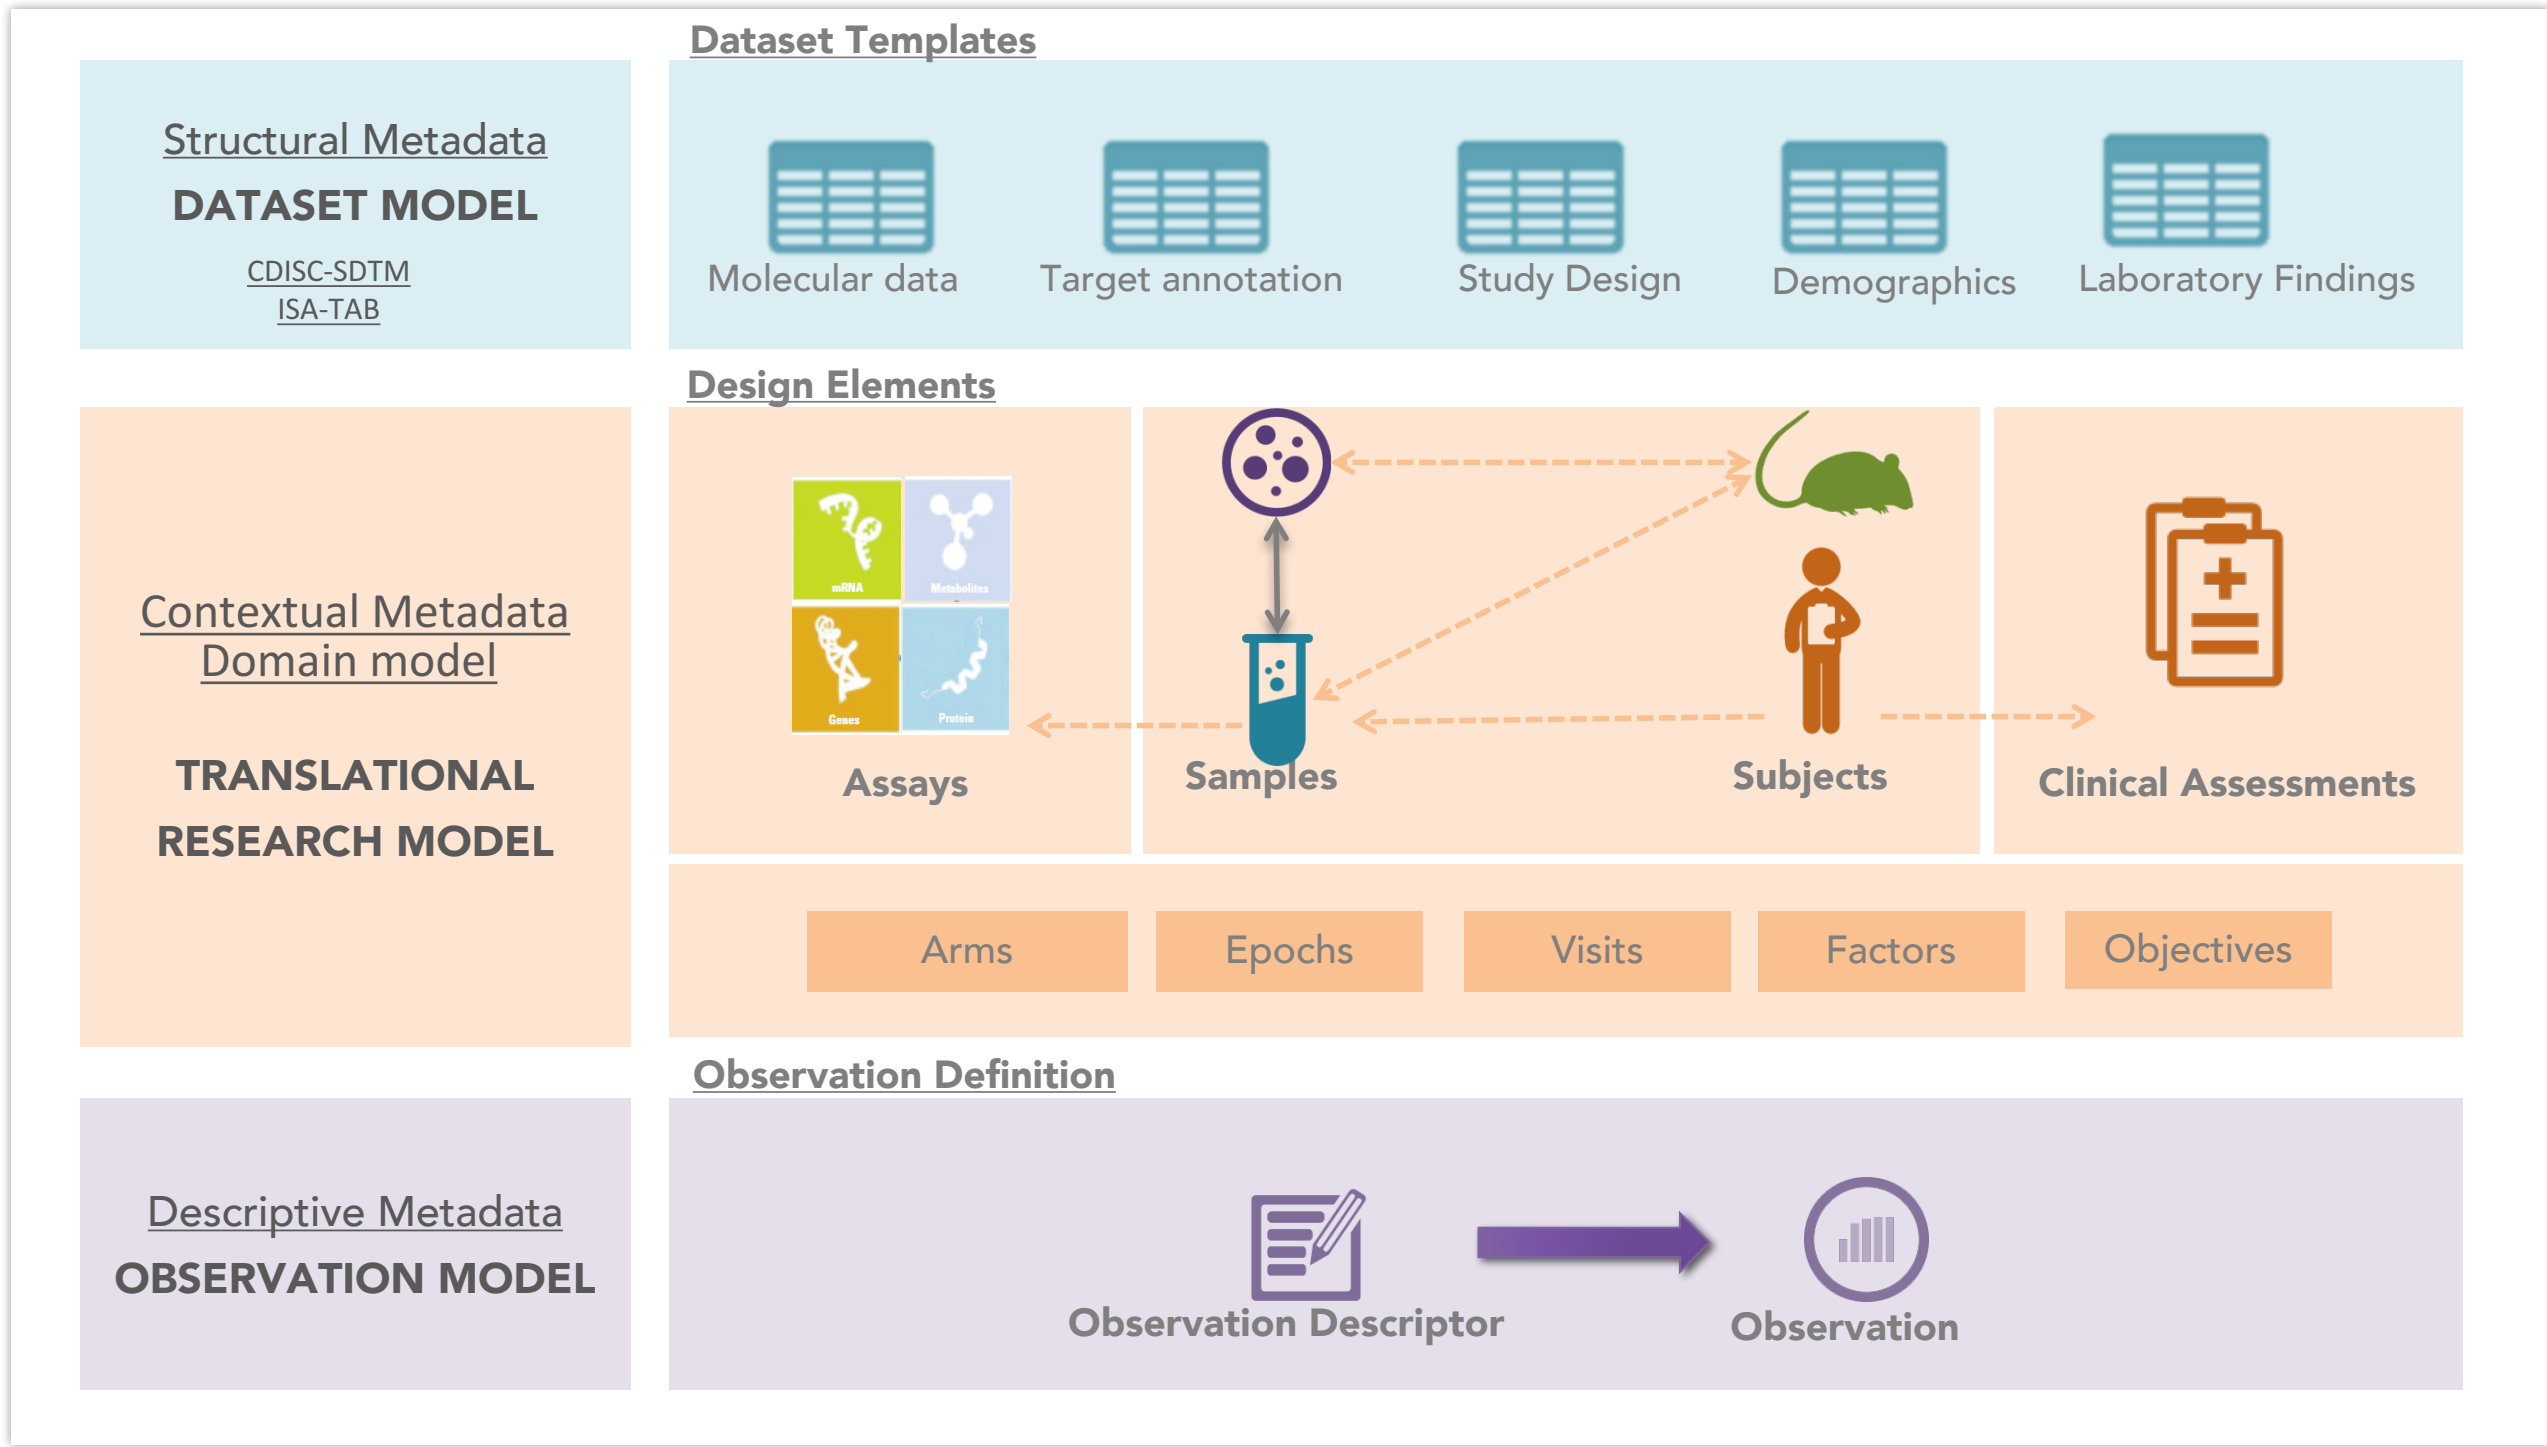 Dataset Templates
Structural Metadata
DATASET MODEL
CDISC-SDTM
ISA-TAB
Molecular data
Target annotation
Study Design
Demographics
Laboratory Findings
Design Elements
Contextual Metadata
Domain model
TRANSLATIONAL
RESEARCH MODEL
mRNA
Metabolites
Genes
Protein
Assays
Samples
Subjects
Clinical Assessments
Arms
Epochs
Visits
Factors
Objectives
Observation Definition
Descriptive Metadata
OBSERVATION MODEL
Observation Descriptor
Observation